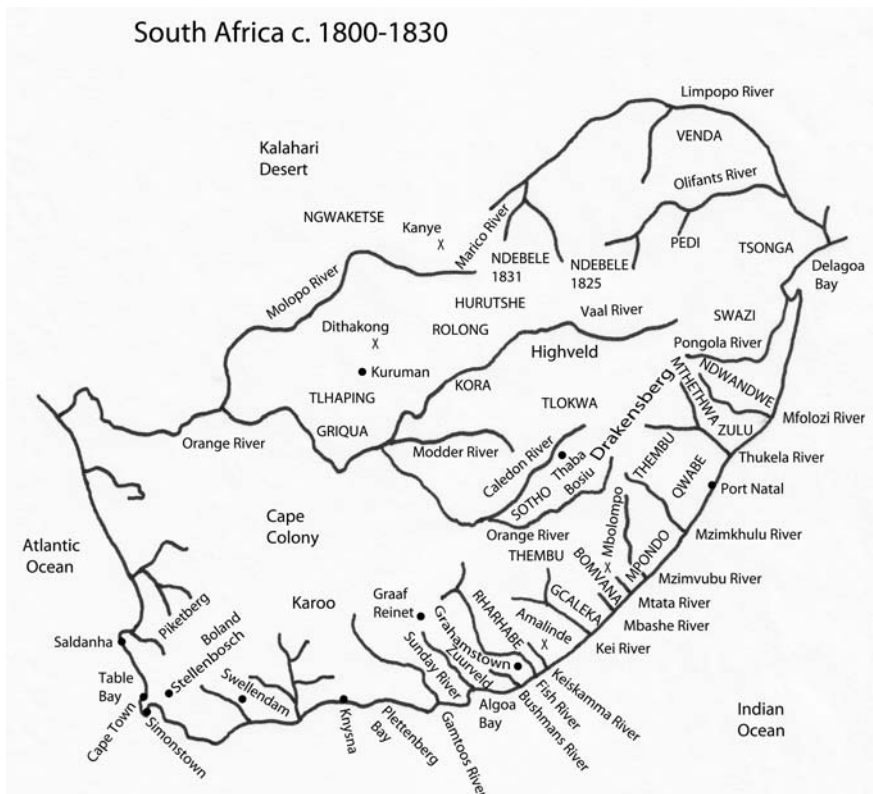 South Africa c. 1800-1830
Limpopo River
VENDA
Kalahari
Desert
Olifants River
NGWAKETSE
Kanye
X
Marico River
PEDI
TSONGA
NDEBELE
1831
NDEBELE
1825
Delagoa
Bay
Molopo River
HURUTSHE
Vaal River
SWAZI
Dithakong
X
ROLONG
Pongola River
Highveld
Kuruman
KORA
NDWANDWE
MTHETHWA
TLHAPING
TLOKWA
Drakensberg
Mfolozi River
ZULU
GRIQUA
Orange River
Modder River
Caledon River
Thaba
Bosiu
THEMBU
Thukela River
QWABE
Port Natal
SOTHO
Cape
Colony
Orange River
Mbolompo
X
Mzimkhulu River
Atlantic
Ocean
THEMBU
MPONDO
BOMVANA
Mzimvubu River
Karoo
Graaf
Reinet
RHARHABE
GCALEKA
Mtata River
Piketberg
Boland
Amalinde
X
Mbashe River
Saldanha
Stellenbosch
Grahamstown
Kei River
Zuurveld
Sunday River
Swellendam
Table
Bay
Keiskamma River
Fish River
Bushmans River
Algoa
Bay
Cape Town
Simonstown
Knysna
Plettenberg
Bay
Gamtoos River
Indian
Ocean